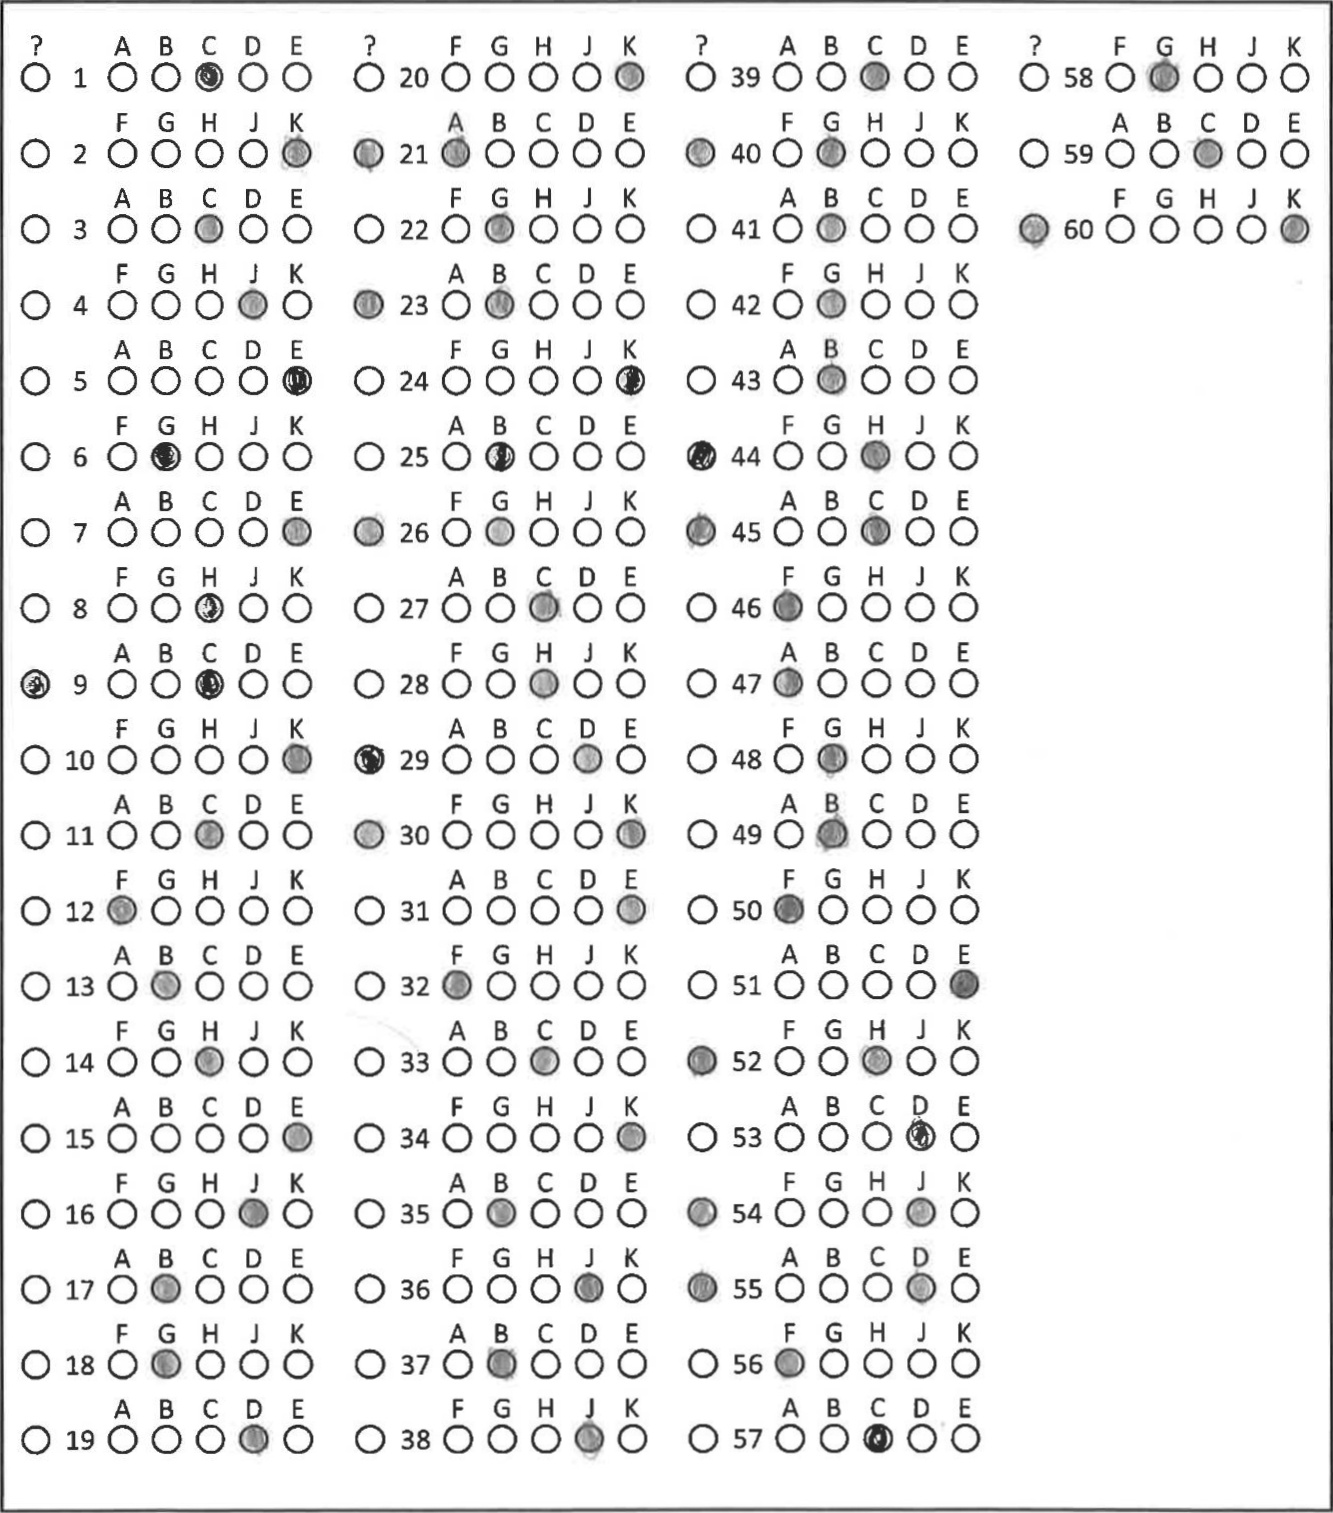 ? A B C D E ? F G H J K ? A B C D E ? F G H J K
1 20 39 58
F G H J K A B C D E F G H J K A B C D E
2 21 40 59
A B C D E F G H J K A B C D E F G H J K
3 22 41 60
F G H J K A B C D E F G H J K
4 23 42
A B C D E F G H J K A B C D E
5 24 43
F G H J K A B C D E F G H J K
6 25 44
A B C D E F G H J K A B C D E
7 26 45
F G H J K A B C D E F G H J K
8 27 46
A B C D E F G H J K A B C D E
9 28 47
F G H J K A B C D E F G H J K
10 29 48
A B C D E F G H J K A B C D E
11 30 49
F G H J K A B C D E F G H J K
12 31 50
A B C D E F G H J K A B C D E
13 32 51
F G H J K A B C D E F G H J K
14 33 52
A B C D E F G H J K A B C D E
15 34 53
F G H J K A B C D E F G H J K
16 35 54
A B C D E F G H J K A B C D E
17 36 55
F G H J K A B C D E F G H J K
18 37 56
A B C D E F G H J K A B C D E
19 38 57